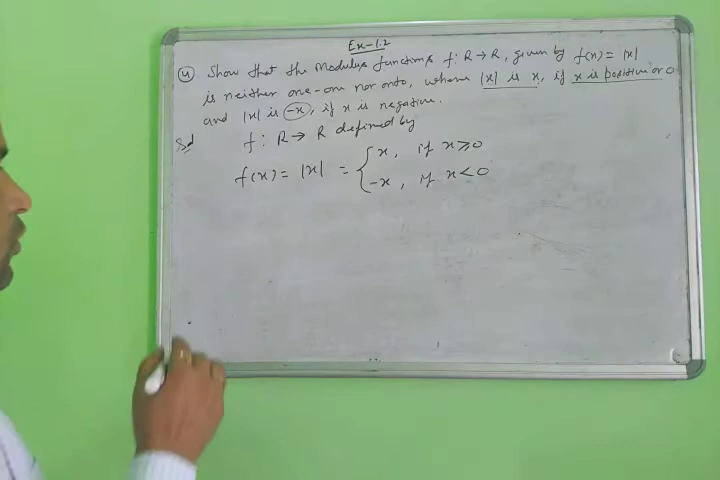 Ex-1.2
④ Show that the Modulus functions f: R → R, given by f(x) = |x|
is neither one-one nor onto, where |x| is x, if x is positive or 0
and |x| is -x, if x is negative.
Sol f: R → R defined by
f(x) = |x| = { x, if x ≥ 0
-x, if x < 0